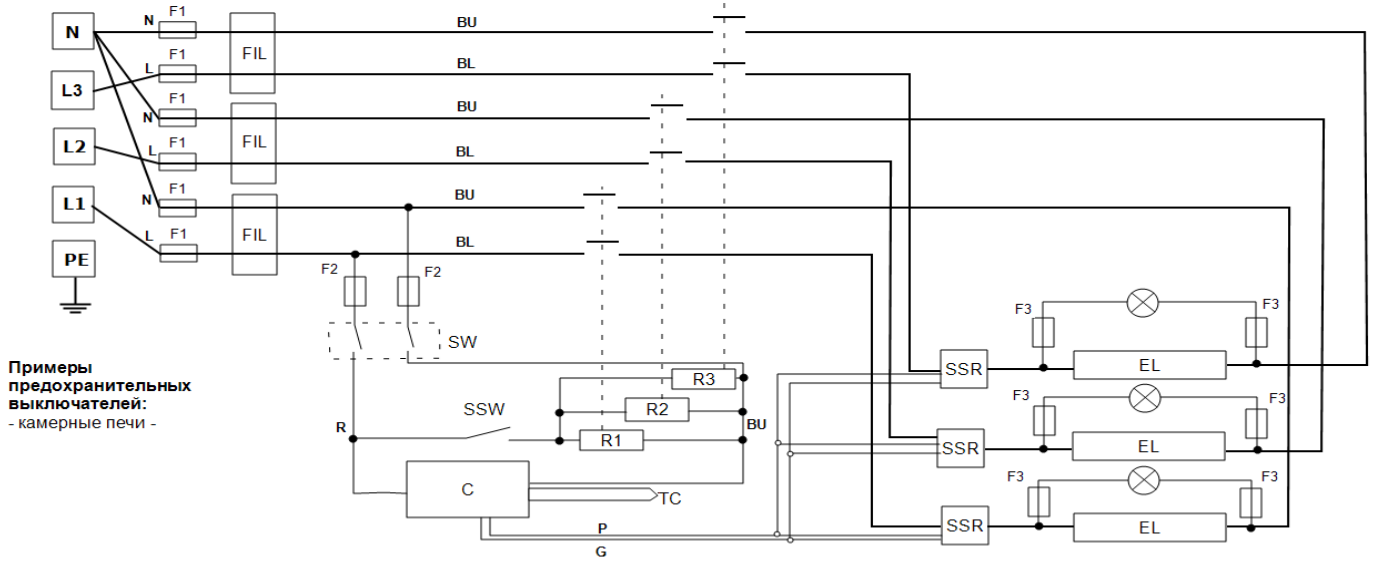 N
L3
L2
L1
PE
N
F1
L
F1
N
F1
L
F1
N
F1
L
F1
FIL
FIL
FIL
BU
BL
BU
BL
BU
BL
F2
F2
SW
Примеры
предохранительных
выключателей:
- камерные печи -
R
SSW
R3
R2
R1
BU
C
TC
P
G
F3
F3
SSR
EL
F3
F3
SSR
EL
F3
F3
SSR
EL